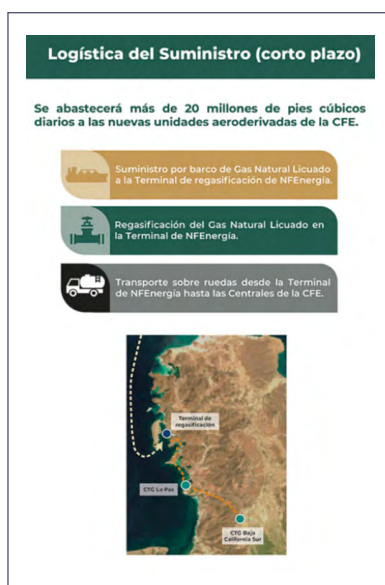 Logística del Suministro (corto plazo)
Se abastecerá más de 20 millones de pies cúbicos
diarios a las nuevas unidades aeroderivadas de la CFE.
Suministro por barco de Gas Natural Licuado
a la Terminal de regasificación de NFEnergía.
Regasificación del Gas Natural Licuado en
la Terminal de NFEnergía.
Transporte sobre ruedas desde la Terminal
de NFEnergía hasta las Centrales de la CFE.
Terminal de
regasificación
CTG La Paz
CTG Baja
California Sur